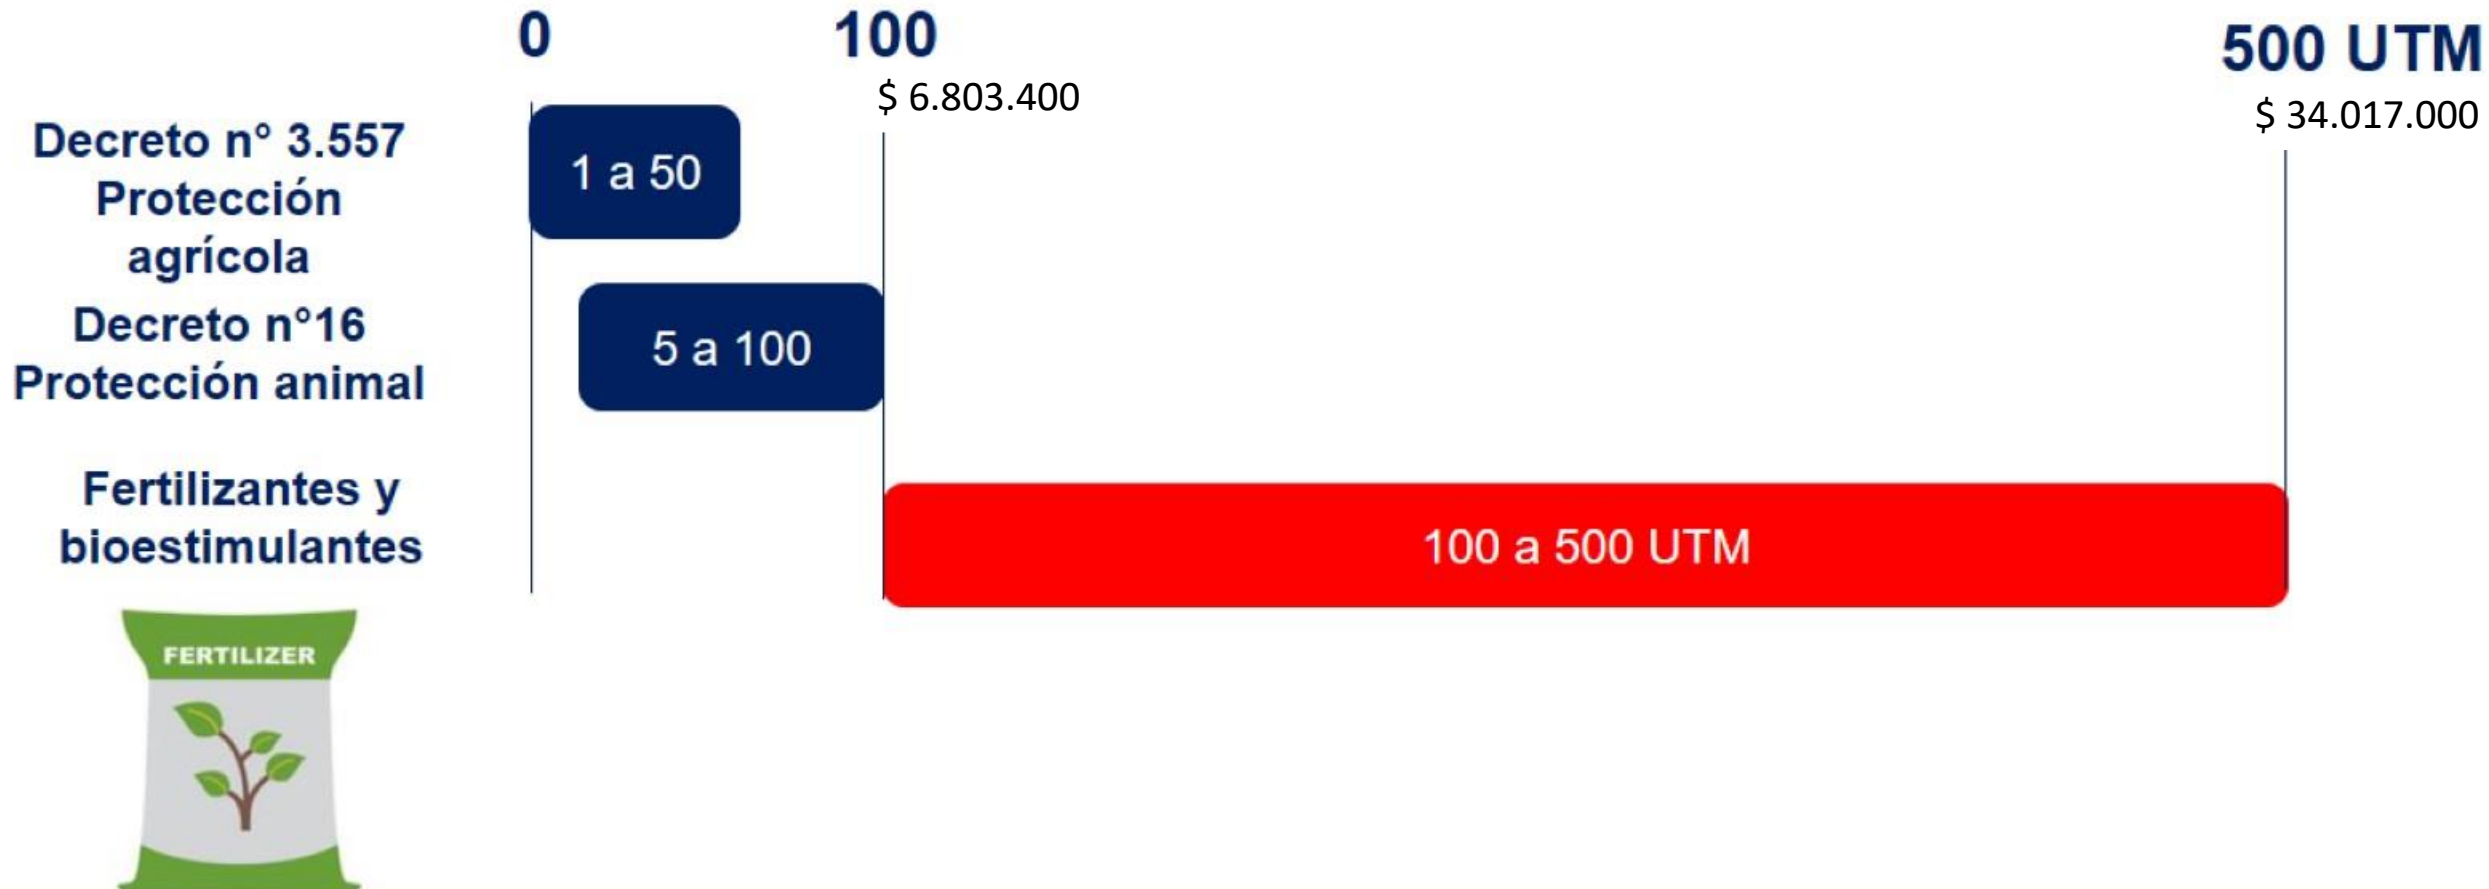 0
100
500 UTM
$ 6.803.400
$ 34.017.000
Decreto n° 3.557
Protección
agrícola
1 a 50
Decreto n°16
Protección animal
5 a 100
Fertilizantes y
bioestimulantes
100 a 500 UTM
FERTILIZER